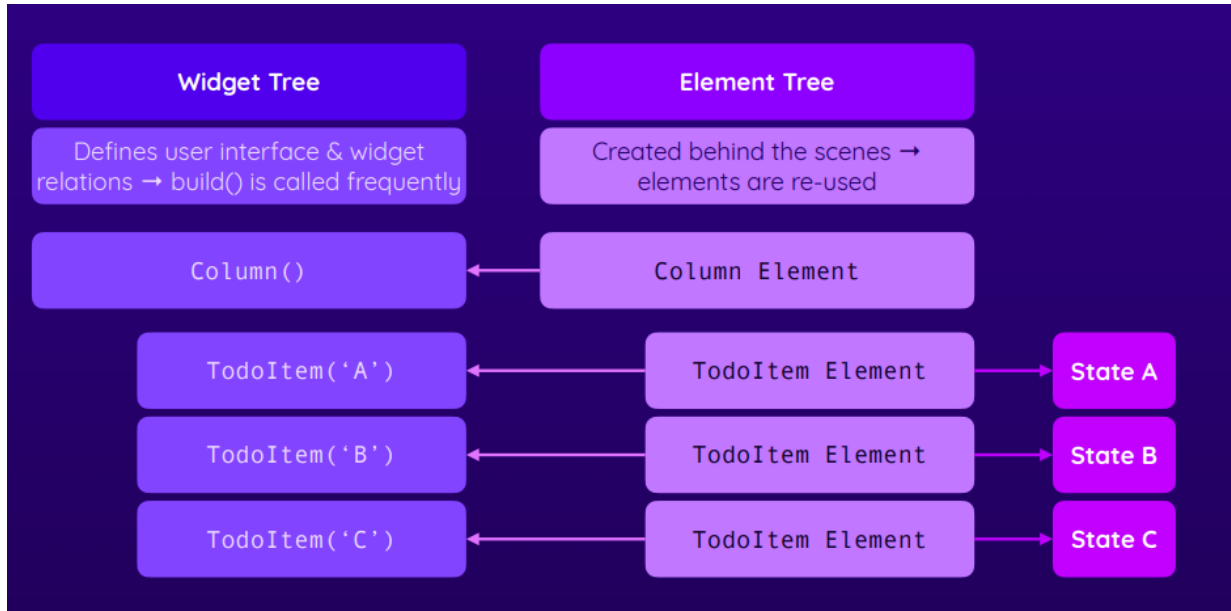 Widget Tree
Element Tree
Defines user interface & widget
relations → build() is called frequently
Created behind the scenes →
elements are re-used
Column()
Column Element
TodoItem(‘A’)
TodoItem Element
State A
TodoItem(‘B’)
TodoItem Element
State B
TodoItem(‘C’)
TodoItem Element
State C